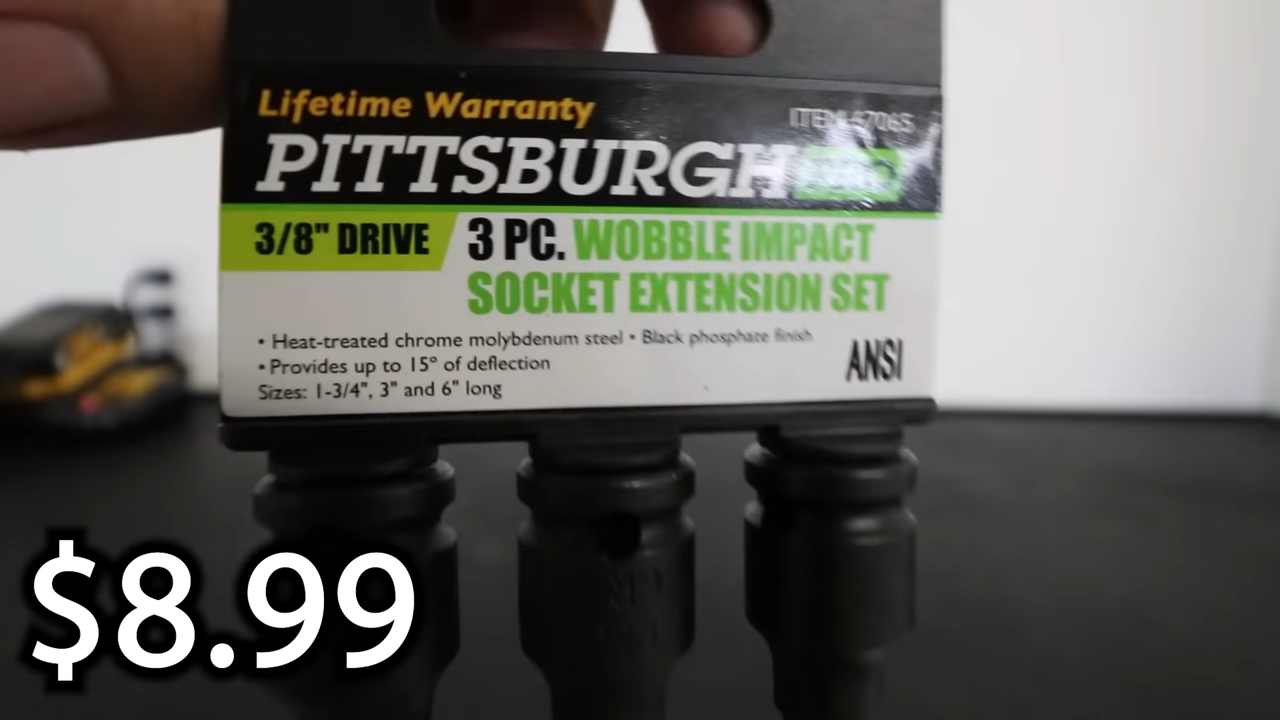 Lifetime Warranty
ITEM 67065
PITTSBURGH
3/8" DRIVE
3 PC. WOBBLE IMPACT
SOCKET EXTENSION SET
• Heat-treated chrome molybdenum steel • Black phosphate finish
• Provides up to 15° of deflection
Sizes: 1-3/4", 3" and 6" long
ANSI
$8.99